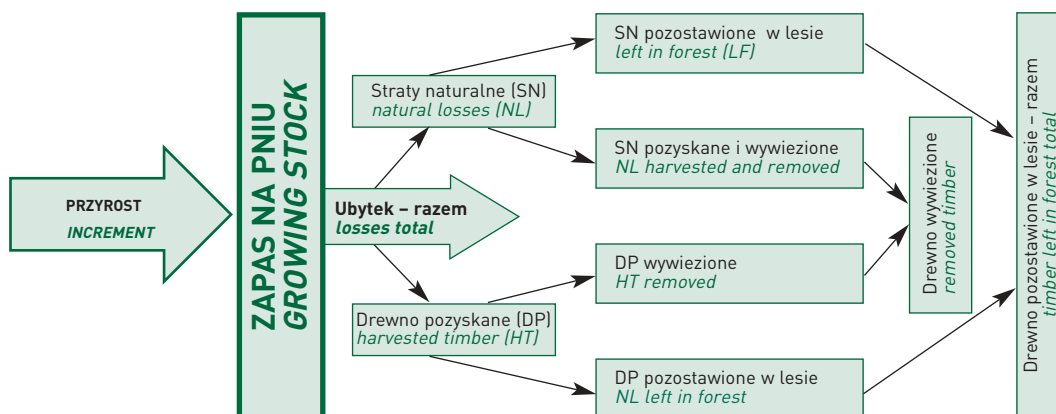 PRZYROST
INCREMENT
ZAPAS NA PNIU
GROWING STOCK
Ubytek – razem
losses total
Straty naturalne (SN)
natural losses (NL)
Drewno pozyskane (DP)
harvested timber (HT)
SN pozostawione w lesie
left in forest (LF)
SN pozyskane i wywiezione
NL harvested and removed
DP wywiezione
HT removed
DP pozostawione w lesie
NL left in forest
Drewno wywiezione
removed timber
Drewno pozostawione w lesie – razem
timber left in forest total